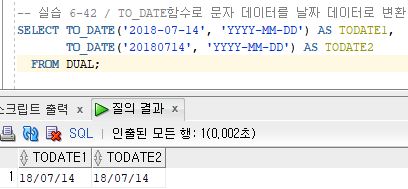 -- 실습 6-42 / TO_DATE함수로 문자 데이터를 날짜 데이터로 변환
SELECT TO_DATE('2018-07-14', 'YYYY-MM-DD') AS TODATE1,
TO_DATE('20180714', 'YYYY-MM-DD') AS TODATE2
FROM DUAL;
스크립트 출력 x 질의 결과 x
SQL | 인출된 모든 행: 1(0,002초)
TODATE1 TODATE2
1 18/07/14 18/07/14